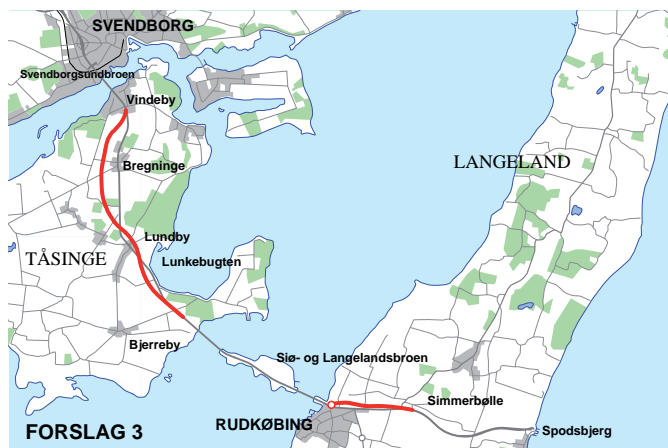 SVENDBORG
Svendborgsundbroen
Vindeby
Bregninge
LANGELAND
Lundby
TÅSINGE
Lunkebugten
Bjerreby
Siø- og Langelandsbroen
Simmerbølle
RUDKØBING
Spodsbjerg
FORSLAG 3